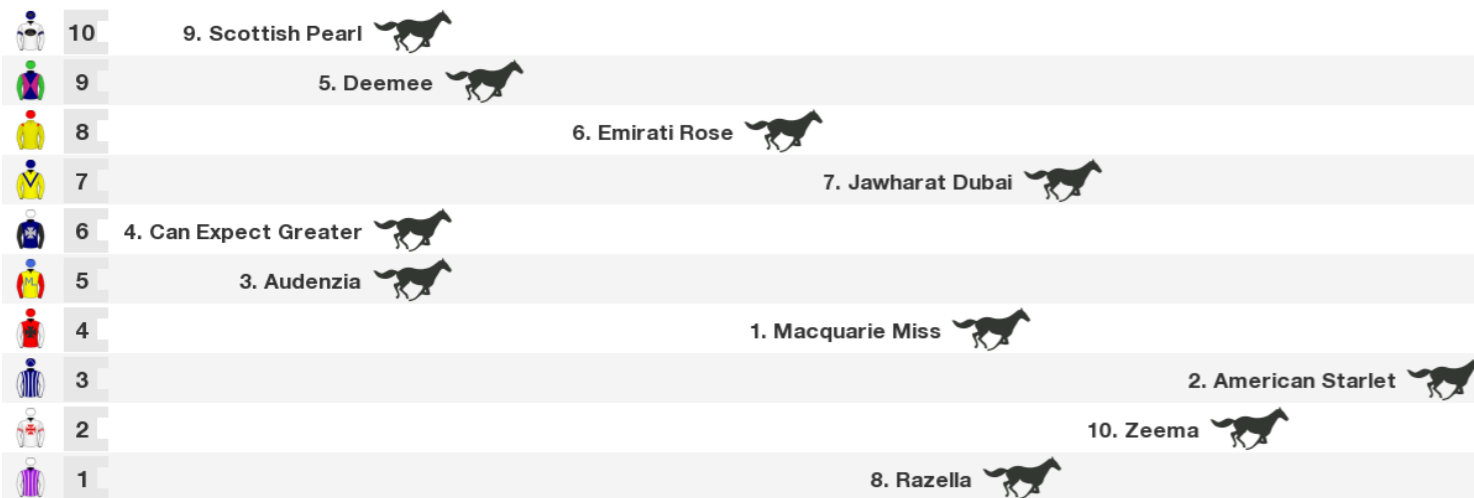 10 9. Scottish Pearl
9 5. Deemee
8 6. Emirati Rose
7 7. Jawharat Dubai
6 4. Can Expect Greater
5 3. Audenzia
4 1. Macquarie Miss
3 2. American Starlet
2 10. Zeema
1 8. Razella